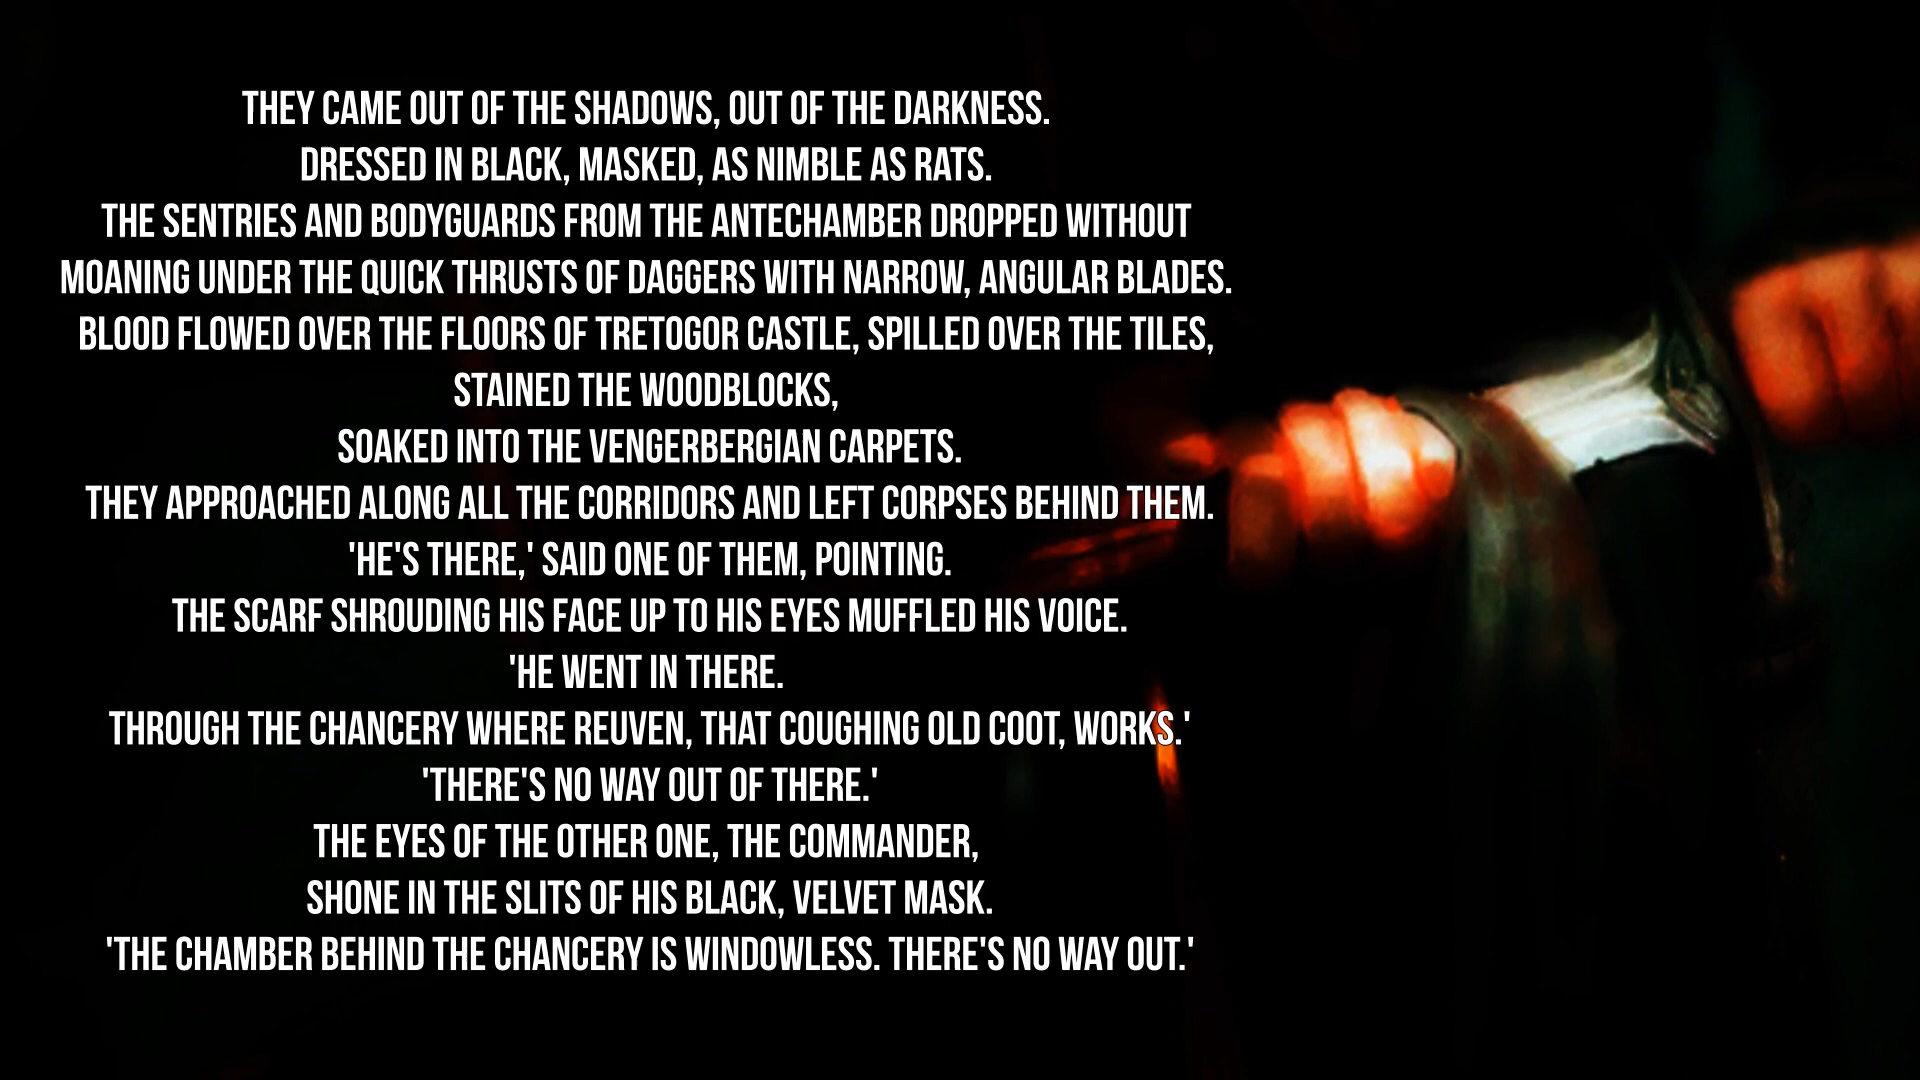 THEY CAME OUT OF THE SHADOWS, OUT OF THE DARKNESS.
DRESSED IN BLACK, MASKED, AS NIMBLE AS RATS.
THE SENTRIES AND BODYGUARDS FROM THE ANTECHAMBER DROPPED WITHOUT
MOANING UNDER THE QUICK THRUSTS OF DAGGERS WITH NARROW, ANGULAR BLADES.
BLOOD FLOWED OVER THE FLOORS OF TRETOGOR CASTLE, SPILLED OVER THE TILES,
STAINED THE WOODBLOCKS,
SOAKED INTO THE VENGERBERGIAN CARPETS.
THEY APPROACHED ALONG ALL THE CORRIDORS AND LEFT CORPSES BEHIND THEM.
'HE'S THERE,' SAID ONE OF THEM, POINTING.
THE SCARF SHROUDING HIS FACE UP TO HIS EYES MUFFLED HIS VOICE.
'HE WENT IN THERE.
THROUGH THE CHANCERY WHERE REUVEN, THAT COUGHING OLD COOT, WORKS.'
'THERE'S NO WAY OUT OF THERE.'
THE EYES OF THE OTHER ONE, THE COMMANDER,
SHONE IN THE SLITS OF HIS BLACK, VELVET MASK.
'THE CHAMBER BEHIND THE CHANCERY IS WINDOWLESS. THERE'S NO WAY OUT.'